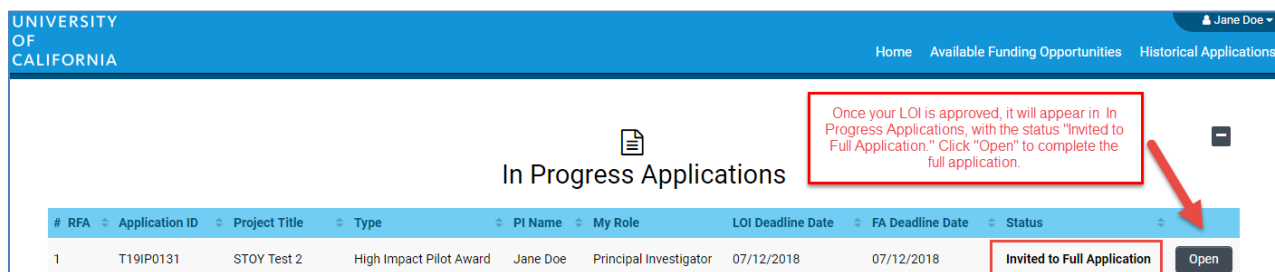 UNIVERSITY
OF
CALIFORNIA
Jane Doe
Home Available Funding Opportunities Historical Applications
Once your LOI is approved, it will appear in In
Progress Applications, with the status "Invited to
Full Application." Click "Open" to complete the
full application.
In Progress Applications
# RFA Application ID Project Title Type PI Name My Role LOI Deadline Date FA Deadline Date Status
1 T19IP0131 STOY Test 2 High Impact Pilot Award Jane Doe Principal Investigator 07/12/2018 07/12/2018 Invited to Full Application Open